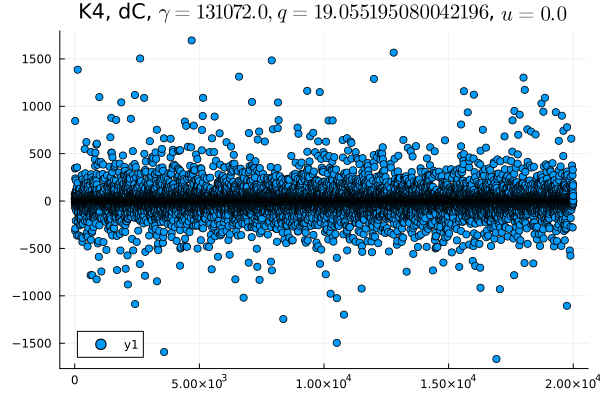 K4, dC, γ = 131072.0, q = 19.055195080042196, u = 0.0
1500
1000
500
0
−500
−1000
−1500
y1
0 5.00×10³ 1.00×10⁴ 1.50×10⁴ 2.00×10⁴